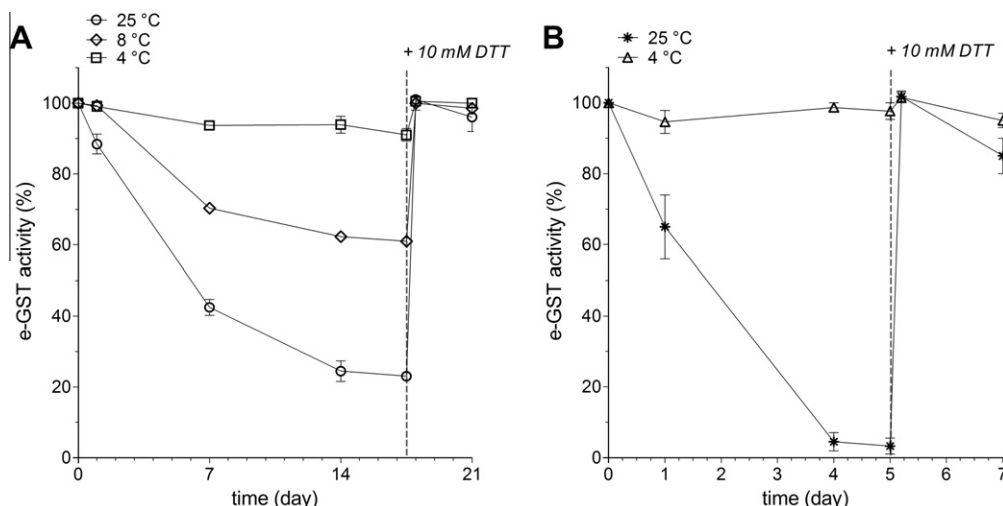 A
25 °C
8 °C
4 °C
+ 10 mM DTT
e-GST activity (%)
100
80
60
40
20
0
0 7 14 21
time (day)
B
25 °C
4 °C
+ 10 mM DTT
e-GST activity (%)
100
80
60
40
20
0
0 1 2 3 4 5 6 7
time (day)